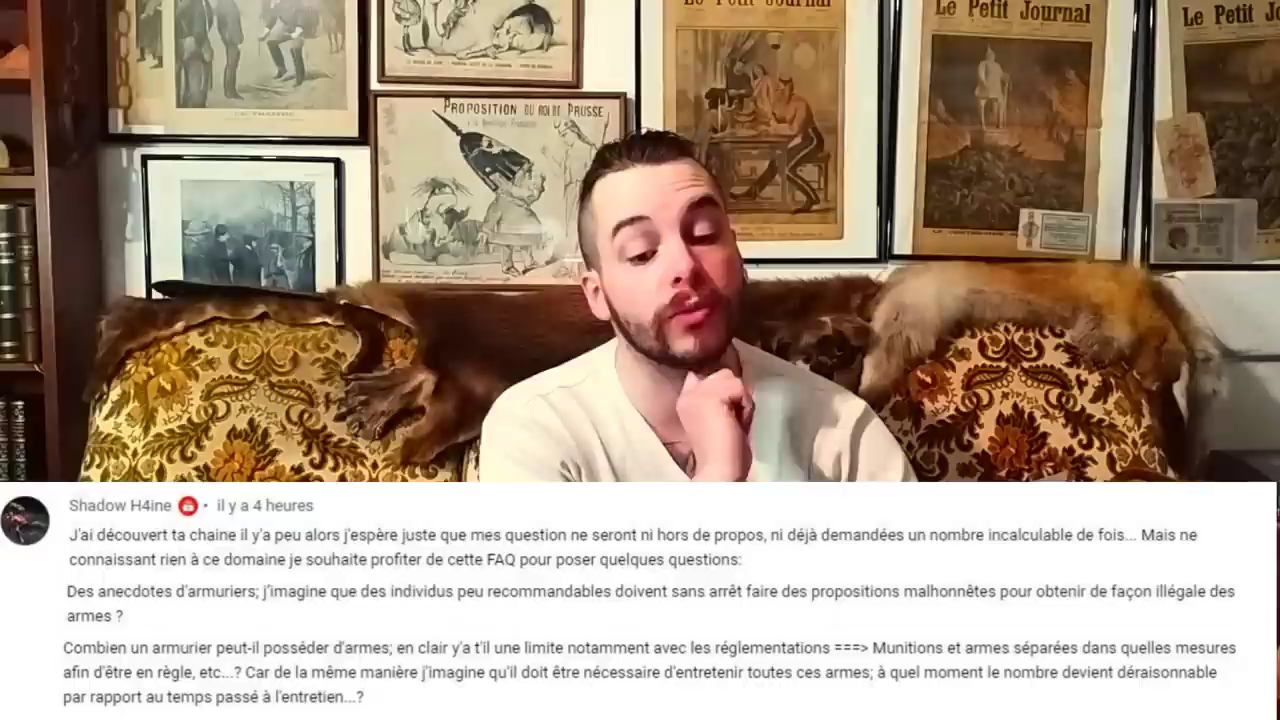 Le Petit Journal
Le Petit Journal
Le Petit Jo
PROPOSITION DU ROI DE PRUSSE
Shadow H4ine • il y a 4 heures
J'ai découvert ta chaine il y'a peu alors j'espère juste que mes question ne seront ni hors de propos, ni déjà demandées un nombre incalculable de fois... Mais ne
connaissant rien à ce domaine je souhaite profiter de cette FAQ pour poser quelques questions:
Des anecdotes d'armuriers; j'imagine que des individus peu recommandables doivent sans arrêt faire des propositions malhonnêtes pour obtenir de façon illégale des
armes ?
Combien un armurier peut-il posséder d'armes; en clair y'a t'il une limite notamment avec les réglementations ===> Munitions et armes séparées dans quelles mesures
afin d'être en règle, etc...? Car de la même manière j'imagine qu'il doit être nécessaire d'entretenir toutes ces armes; à quel moment le nombre devient déraisonnable
par rapport au temps passé à l'entretien...?